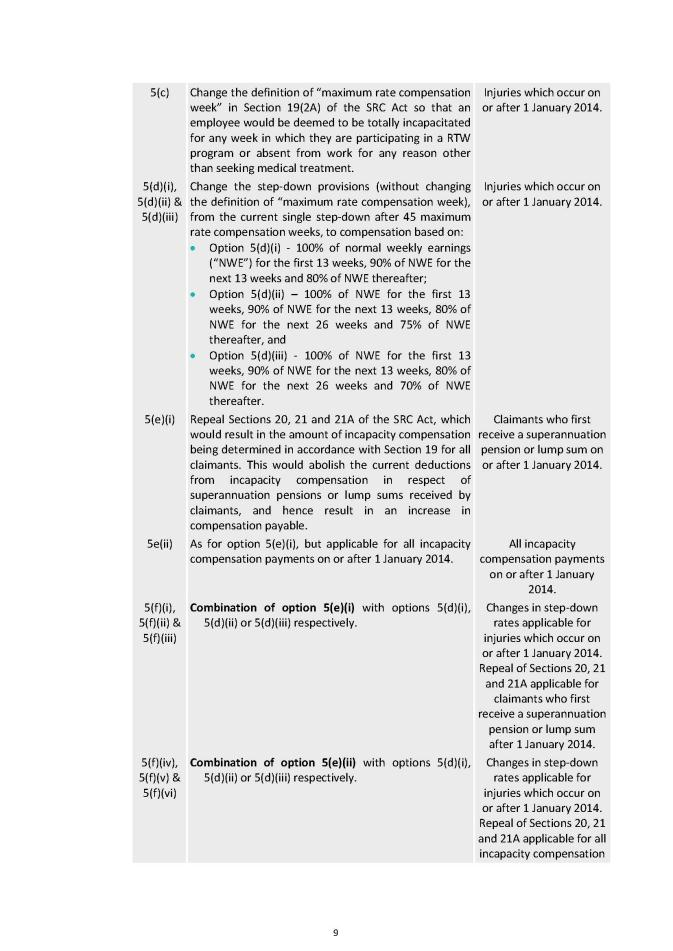 5(c)
Change the definition of “maximum rate compensation
week” in Section 19(2A) of the SRC Act so that an
employee would be deemed to be totally incapacitated
for any week in which they are participating in a RTW
program or absent from work for any reason other
than seeking medical treatment.
Injuries which occur on
or after 1 January 2014.
5(d)(i),
5(d)(ii) &
5(d)(iii)
Change the step-down provisions (without changing
the definition of “maximum rate compensation week),
from the current single step-down after 45 maximum
rate compensation weeks, to compensation based on:
• Option 5(d)(i) - 100% of normal weekly earnings
(“NWE”) for the first 13 weeks, 90% of NWE for the
next 13 weeks and 80% of NWE thereafter;
• Option 5(d)(ii) – 100% of NWE for the first 13
weeks, 90% of NWE for the next 13 weeks, 80% of
NWE for the next 26 weeks and 75% of NWE
thereafter, and
• Option 5(d)(iii) - 100% of NWE for the first 13
weeks, 90% of NWE for the next 13 weeks, 80% of
NWE for the next 26 weeks and 70% of NWE
thereafter.
Injuries which occur on
or after 1 January 2014.
5(e)(i)
Repeal Sections 20, 21 and 21A of the SRC Act, which
would result in the amount of incapacity compensation
being determined in accordance with Section 19 for all
claimants. This would abolish the current deductions
from incapacity compensation in respect of
superannuation pensions or lump sums received by
claimants, and hence result in an increase in
compensation payable.
Claimants who first
receive a superannuation
pension or lump sum on
or after 1 January 2014.
5e(ii)
As for option 5(e)(i), but applicable for all incapacity
compensation payments on or after 1 January 2014.
All incapacity
compensation payments
on or after 1 January
2014.
5(f)(i),
5(f)(ii) &
5(f)(iii)
Combination of option 5(e)(i) with options 5(d)(i),
5(d)(ii) or 5(d)(iii) respectively.
Changes in step-down
rates applicable for
injuries which occur on
or after 1 January 2014.
Repeal of Sections 20, 21
and 21A applicable for
claimants who first
receive a superannuation
pension or lump sum
after 1 January 2014.
5(f)(iv),
5(f)(v) &
5(f)(vi)
Combination of option 5(e)(ii) with options 5(d)(i),
5(d)(ii) or 5(d)(iii) respectively.
Changes in step-down
rates applicable for
injuries which occur on
or after 1 January 2014.
Repeal of Sections 20, 21
and 21A applicable for all
incapacity compensation
9